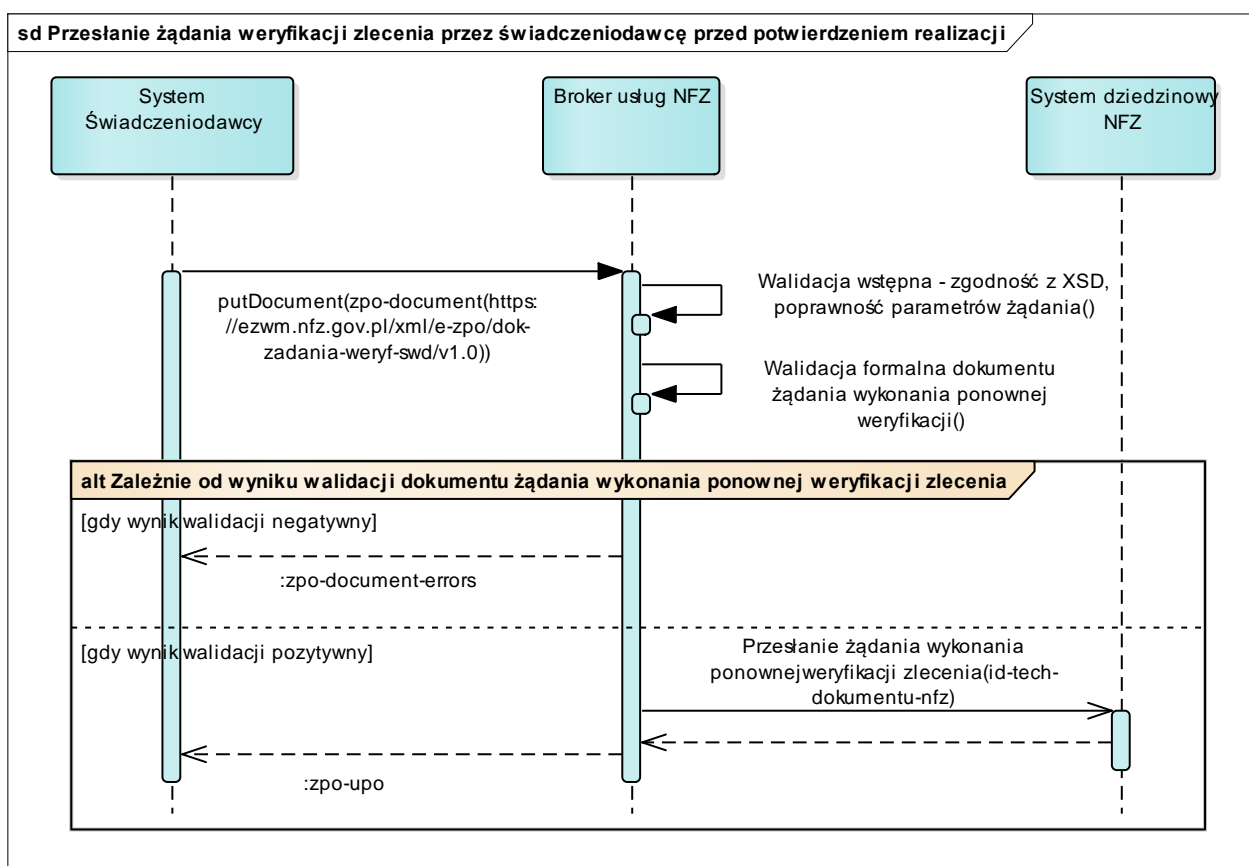 sd Przesłanie żądania weryfikacji zlecenia przez świadczeniodawcę przed potwierdzeniem realizacji
System
Świadczeniodawcy
Broker usług NFZ
System dziedzinowy
NFZ
putDocument(zpo-document(https:
//ezwm.nfz.gov.pl/xml/e-zpo/dok-
zadania-weryf-swd/v1.0))
Walidacja wstępna - zgodność z XSD,
poprawność parametrów żądania()
Walidacja formalna dokumentu
żądania wykonania ponownej
weryfikacji()
alt Zależnie od wyniku walidacji dokumentu żądania wykonania ponownej weryfikacji zlecenia
[gdy wynik walidacji negatywny]
:zpo-document-errors
[gdy wynik walidacji pozytywny]
Przesłanie żądania wykonania
ponownejweryfikacji zlecenia(id-tech-
dokumentu-nfz)
:zpo-upo